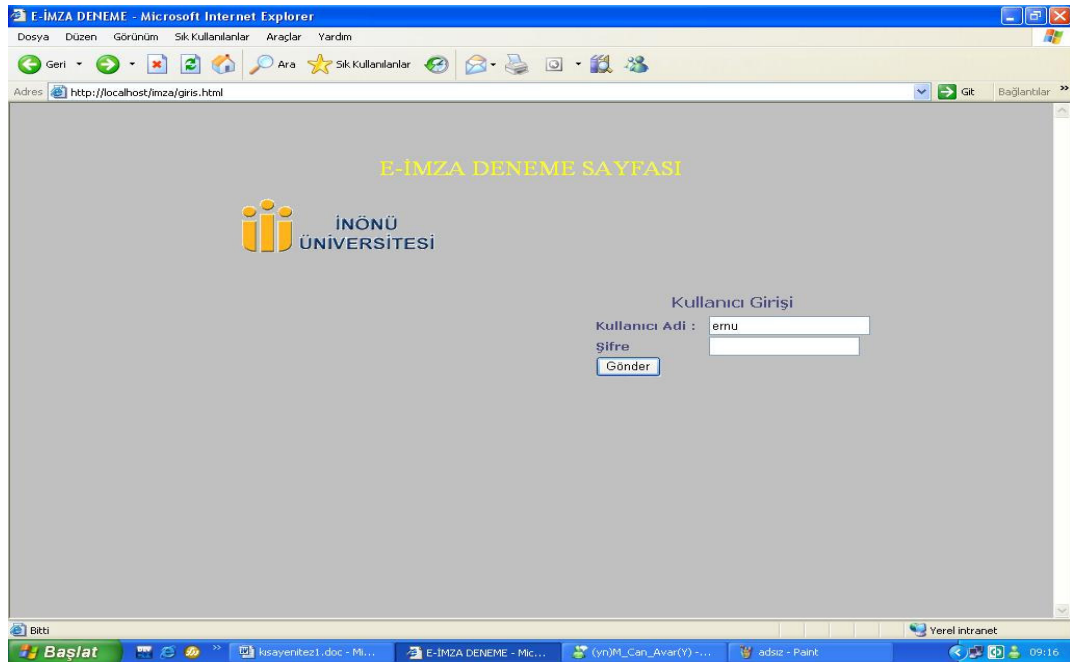 E-İMZA DENEME - Microsoft Internet Explorer
Dosya Düzen Görünüm Sık Kullanılanlar Araçlar Yardım
Geri Ara Sık Kullanılanlar
Adres http://localhost/imza/giris.html Git Bağlantılar »
E-İMZA DENEME SAYFASI
İNÖNÜ
ÜNİVERSİTESİ
Kullanıcı Girişi
Kullanıcı Adi : ernu
Şifre
Gönder
Bitti Yerel intranet
Başlat » kısayenitez1.doc - Mi... E-İMZA DENEME - Mic... (yn)M_Can_Avar(Y) -... adsız - Paint 09:16